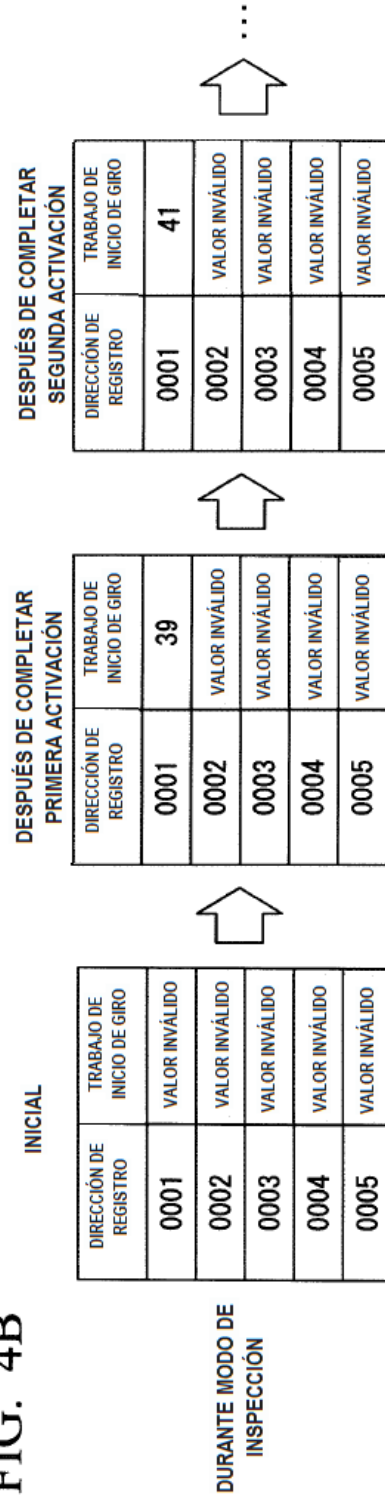 FIG. 4B
DURANTE MODO DE
INSPECCIÓN
INICIAL
DIRECCIÓN DE
REGISTRO
TRABAJO DE
INICIO DE GIRO
0001
VALOR INVÁLIDO
0002
VALOR INVÁLIDO
0003
VALOR INVÁLIDO
0004
VALOR INVÁLIDO
0005
VALOR INVÁLIDO
DESPUÉS DE COMPLETAR
PRIMERA ACTIVACIÓN
DIRECCIÓN DE
REGISTRO
TRABAJO DE
INICIO DE GIRO
0001
39
0002
VALOR INVÁLIDO
0003
VALOR INVÁLIDO
0004
VALOR INVÁLIDO
0005
VALOR INVÁLIDO
DESPUÉS DE COMPLETAR
SEGUNDA ACTIVACIÓN
DIRECCIÓN DE
REGISTRO
TRABAJO DE
INICIO DE GIRO
0001
41
0002
VALOR INVÁLIDO
0003
VALOR INVÁLIDO
0004
VALOR INVÁLIDO
0005
VALOR INVÁLIDO
...